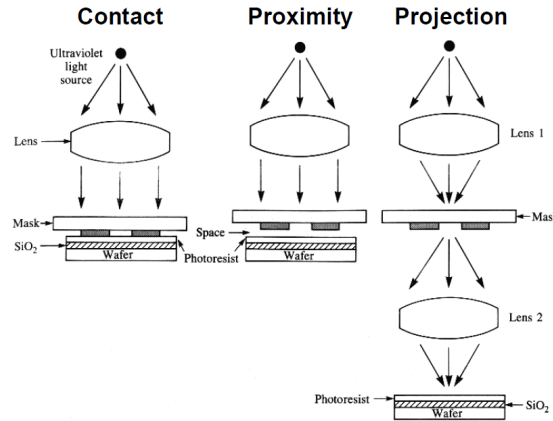 Contact
Proximity
Projection
Ultraviolet
light
source
Lens
Lens 1
Mask
Mas
Space
SiO₂
Wafer
Photoresist
Wafer
Lens 2
Photoresist
SiO₂
Wafer